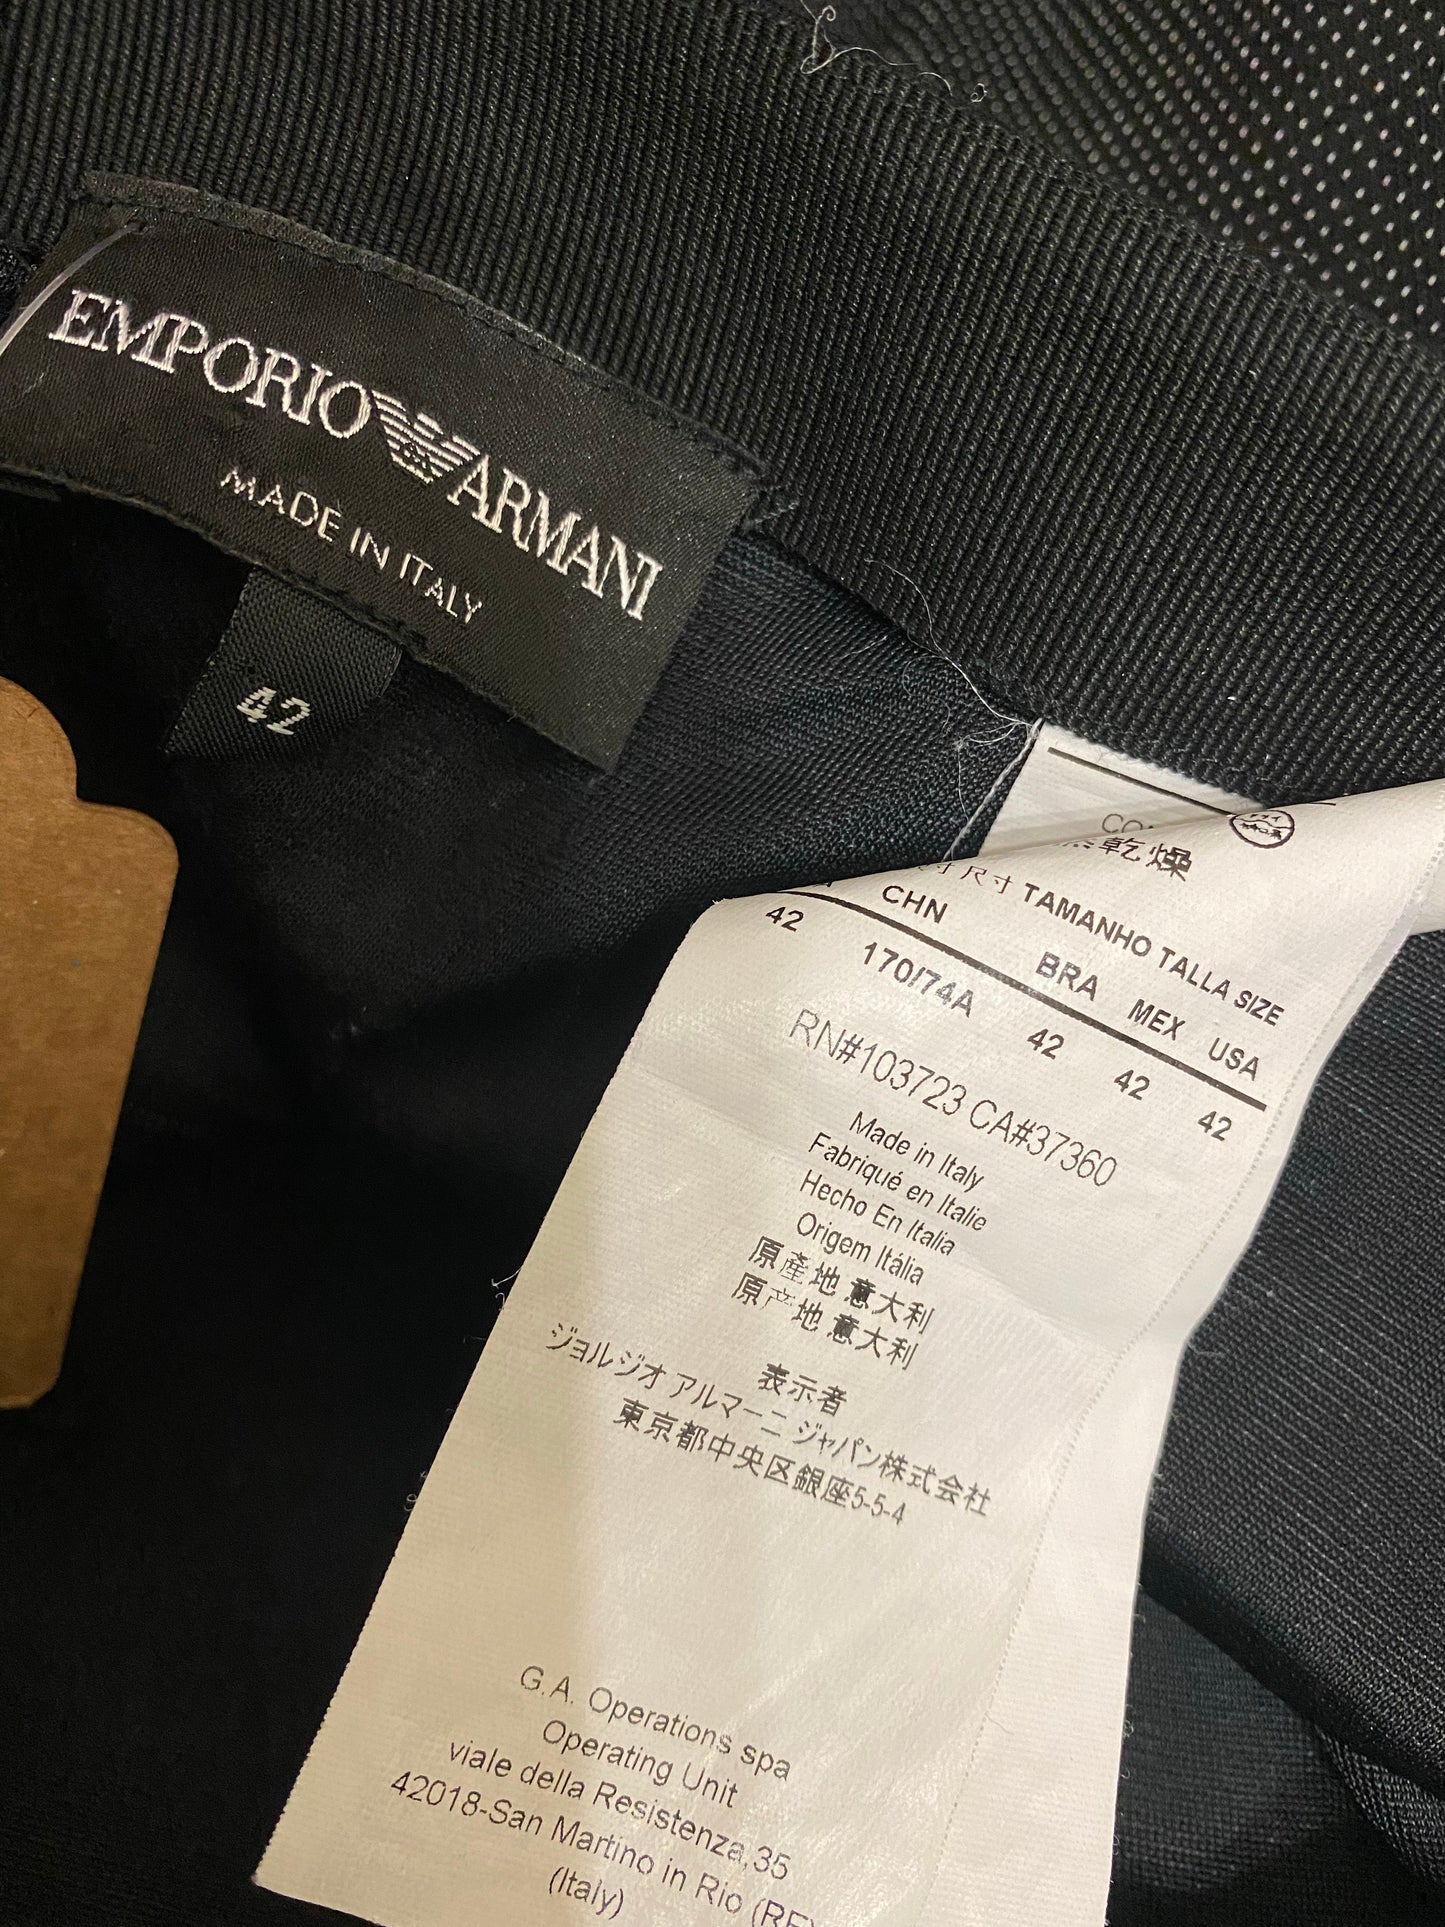 EMPORIO ARMANI
MADE IN ITALY
42
乾燥
尺寸 TAMANHO TALLA SIZE
CHN BRA MEX USA
42 170/74A 42 42 42
RN#103723 CA#37360
Made in Italy
Fabriqué en Italie
Hecho En Italia
Origem Itália
原產地 意大利
原产地 意大利
表示者
ジョルジオ アルマーニ ジャパン株式会社
東京都中央区銀座5-5-4
G.A. Operations spa
Operating Unit
viale della Resistenza,35
42018-San Martino in Rio (RE)
(Italy)